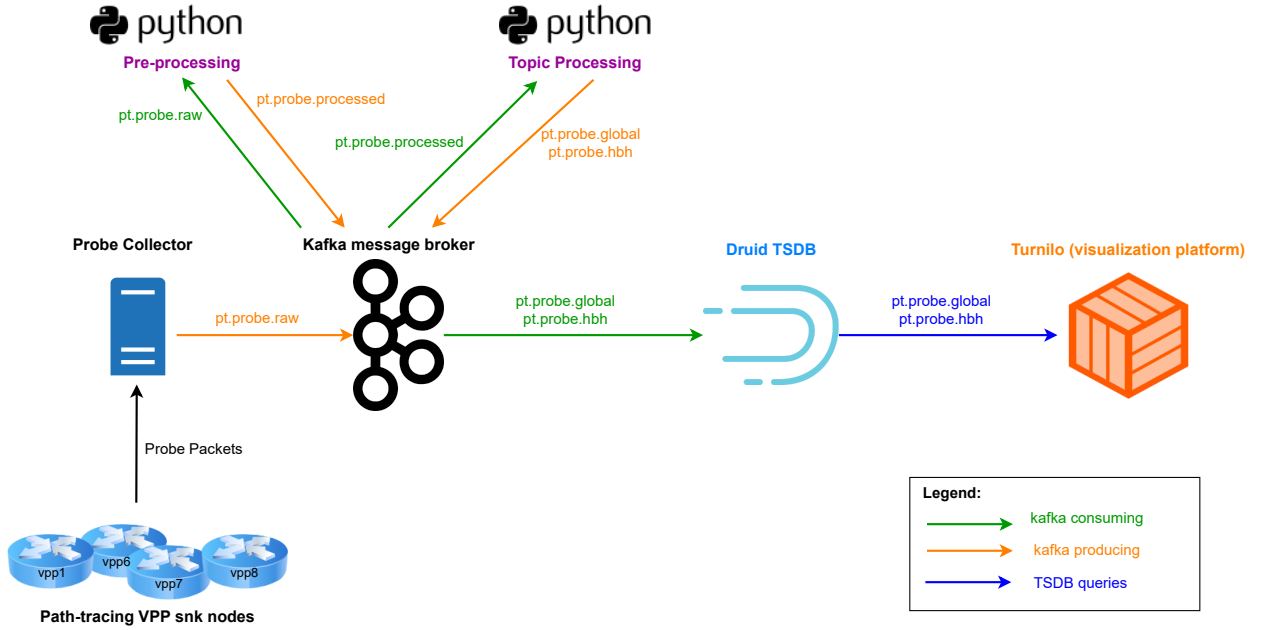 python
python
Pre-processing
Topic Processing
pt.probe.raw
pt.probe.processed
pt.probe.processed
pt.probe.global
pt.probe.hbh
Probe Collector
Kafka message broker
Druid TSDB
Turnilo (visualization platform)
pt.probe.raw
pt.probe.global
pt.probe.hbh
pt.probe.global
pt.probe.hbh
Probe Packets
vpp1
vpp6
vpp7
vpp8
Path-tracing VPP snk nodes
Legend:
kafka consuming
kafka producing
TSDB queries